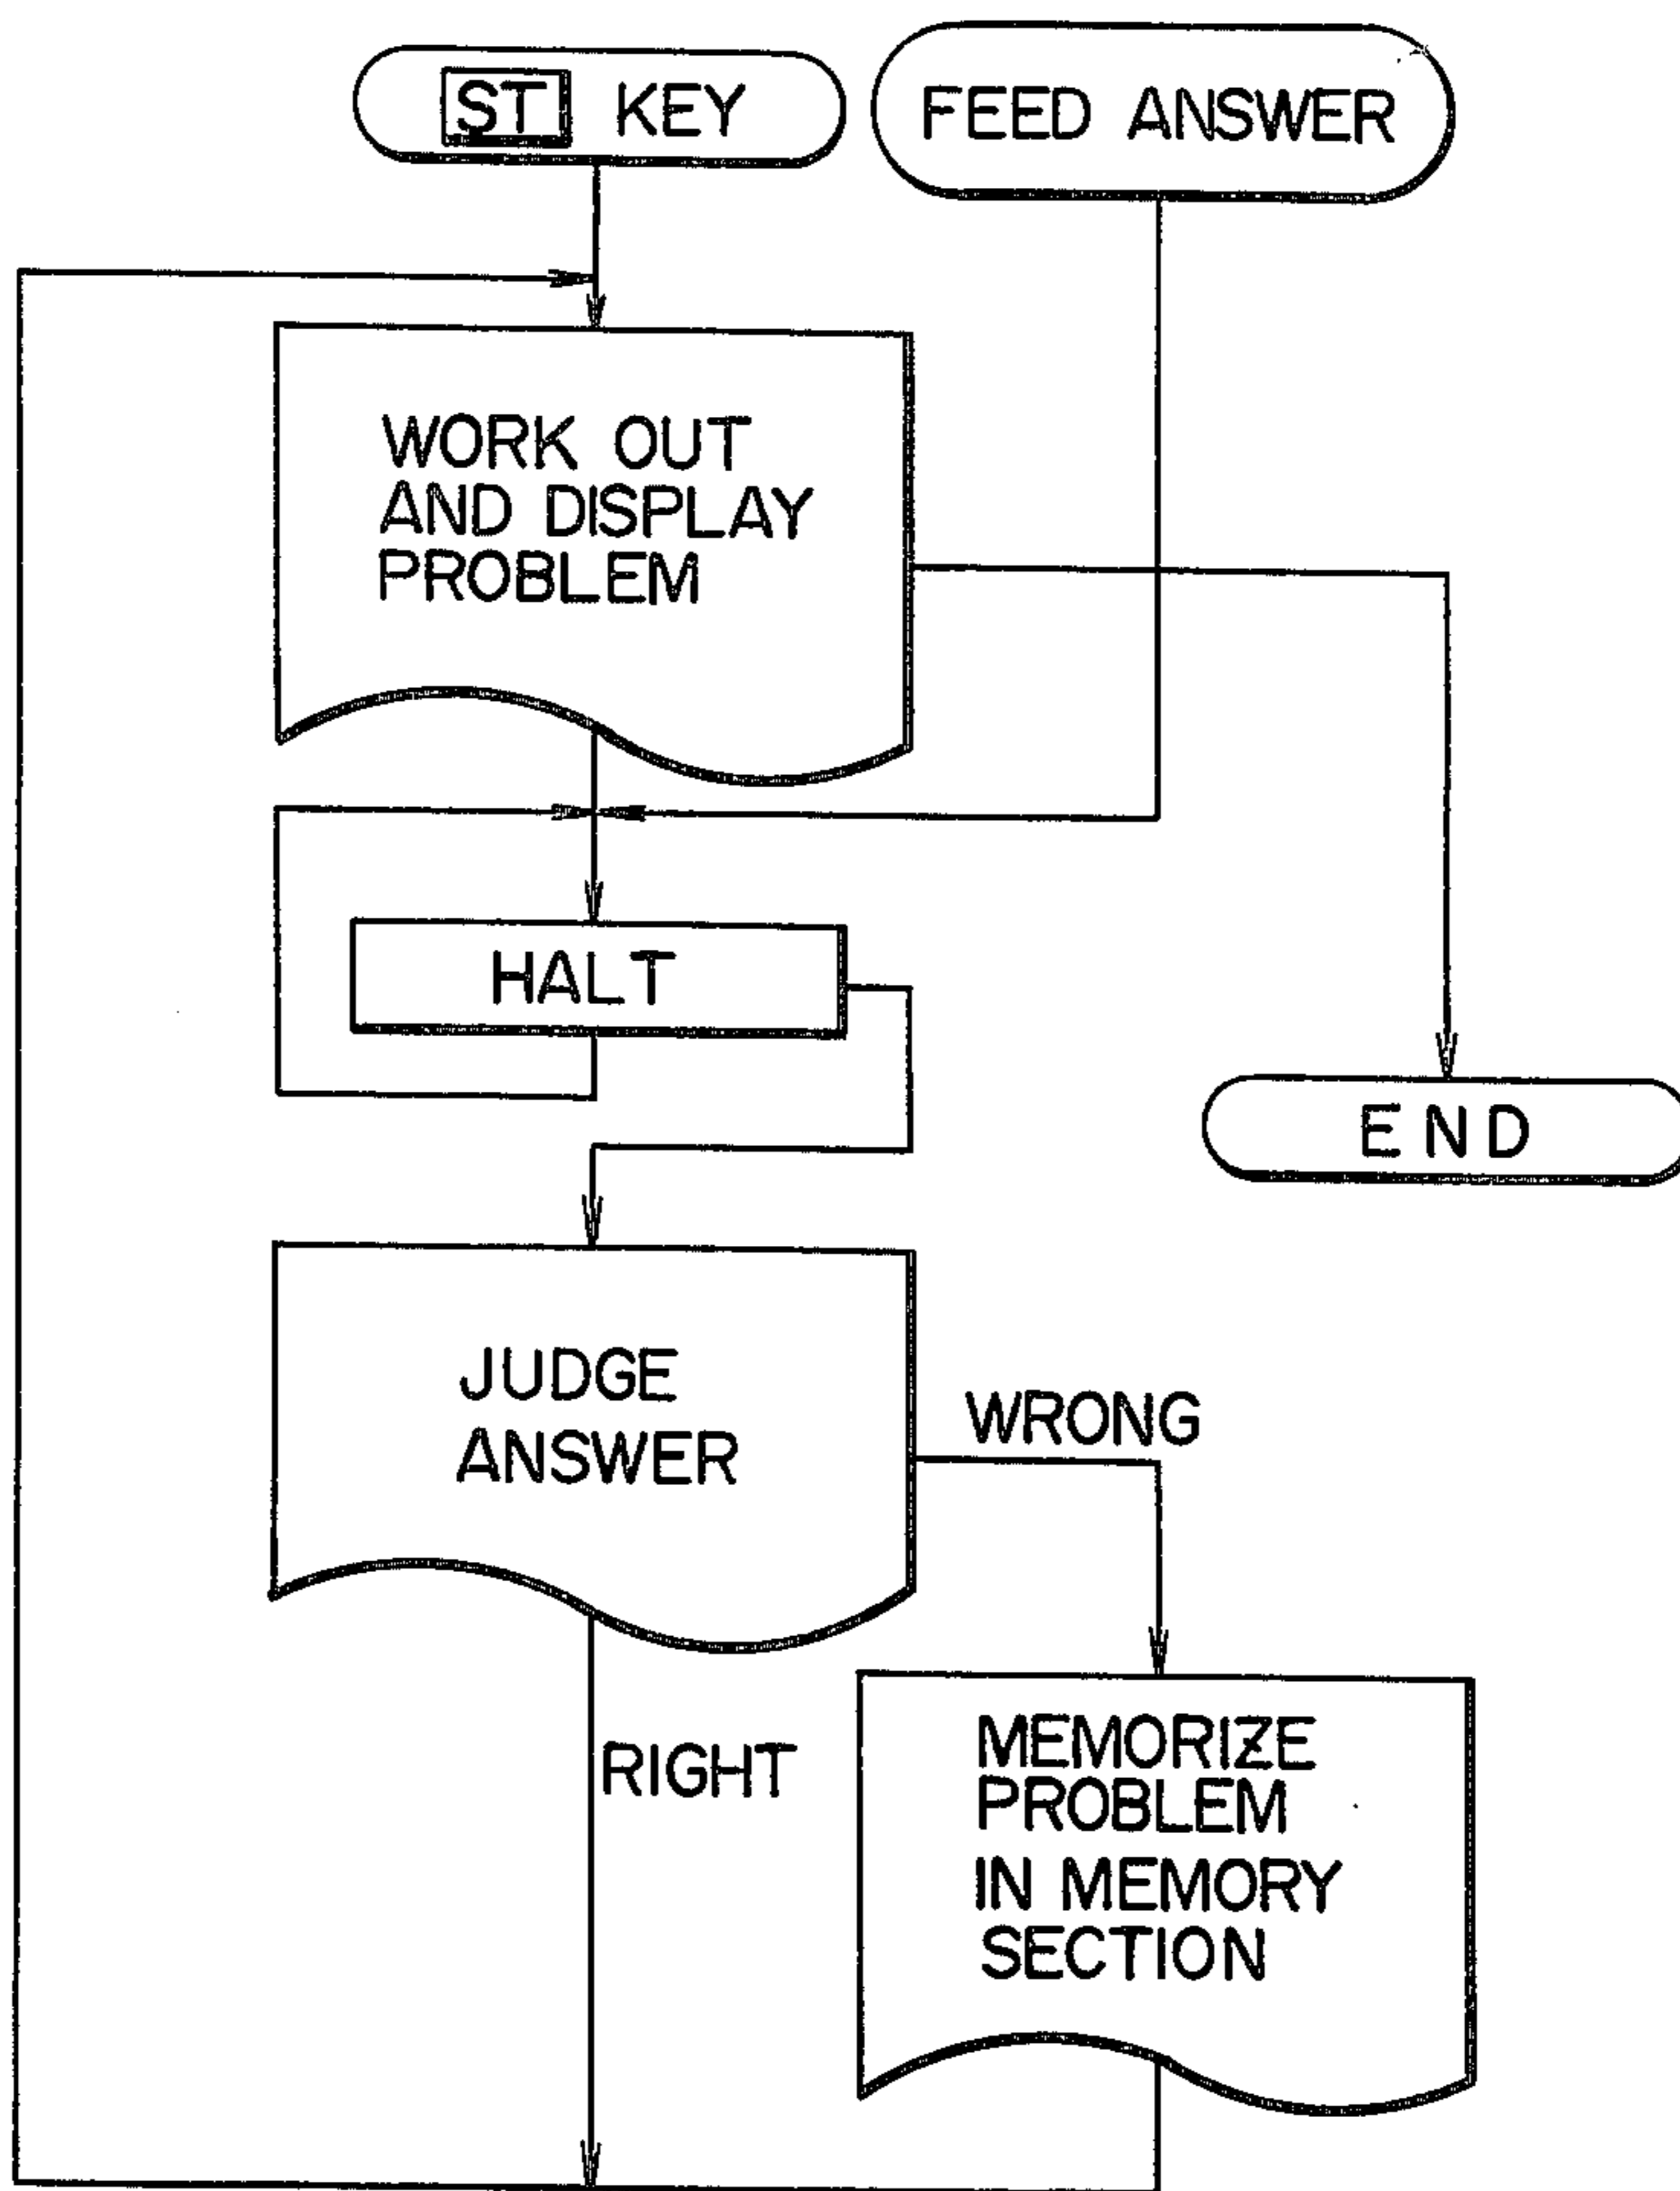 ST KEY
FEED ANSWER
WORK OUT
AND DISPLAY
PROBLEM
HALT
END
JUDGE
ANSWER
WRONG
RIGHT
MEMORIZE
PROBLEM
IN MEMORY
SECTION